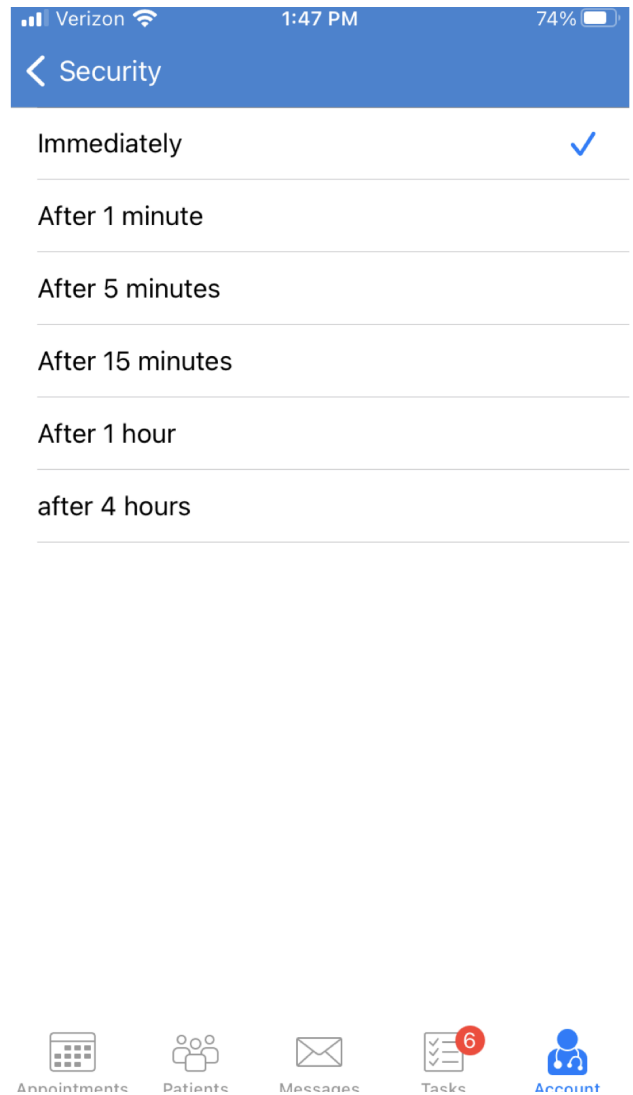 Verizon 1:47 PM 74%
Security
Immediately
After 1 minute
After 5 minutes
After 15 minutes
After 1 hour
after 4 hours
6
Appointments Patients Messages Tasks Account